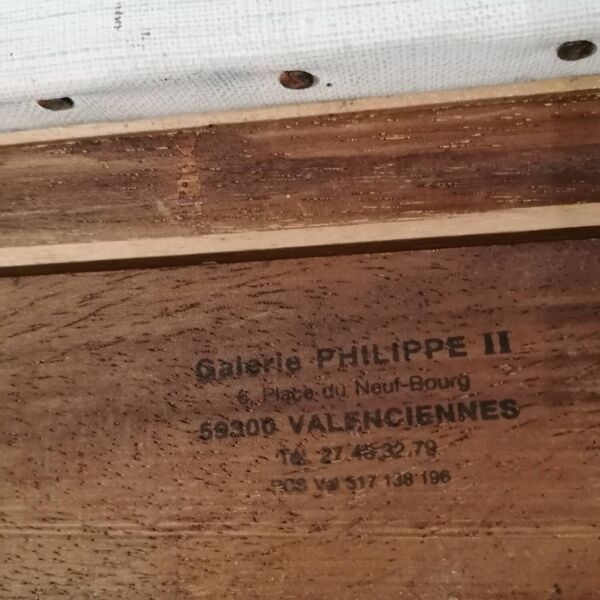 Galerie PHILIPPE II
6, Place du Neuf-Bourg
59300 VALENCIENNES
Tél. 27.45.32.79
RCS Val 317 138 196